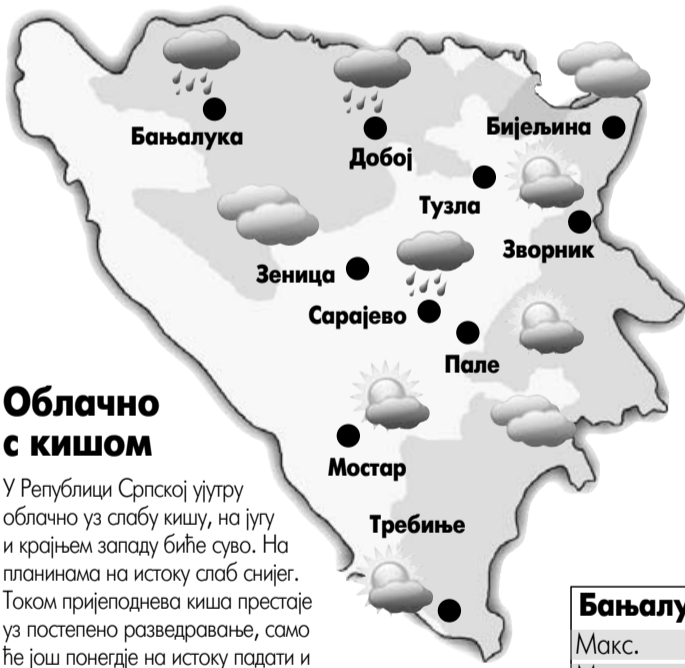 Бањалука
Добој
Бијељина
Тузла
Зворник
Зеница
Сарајево
Пале
Мостар
Требиње
Облачно
с кишом
У Републици Српској ујутру
облачно уз слабу кишу, на југу
и крајњем западу биће суво. На
планинама на истоку слаб снијег.
Током пријеподнева киша престаје
уз постепено разведравање, само
ће још понегдје на истоку падати и
Бањалу
Макс.